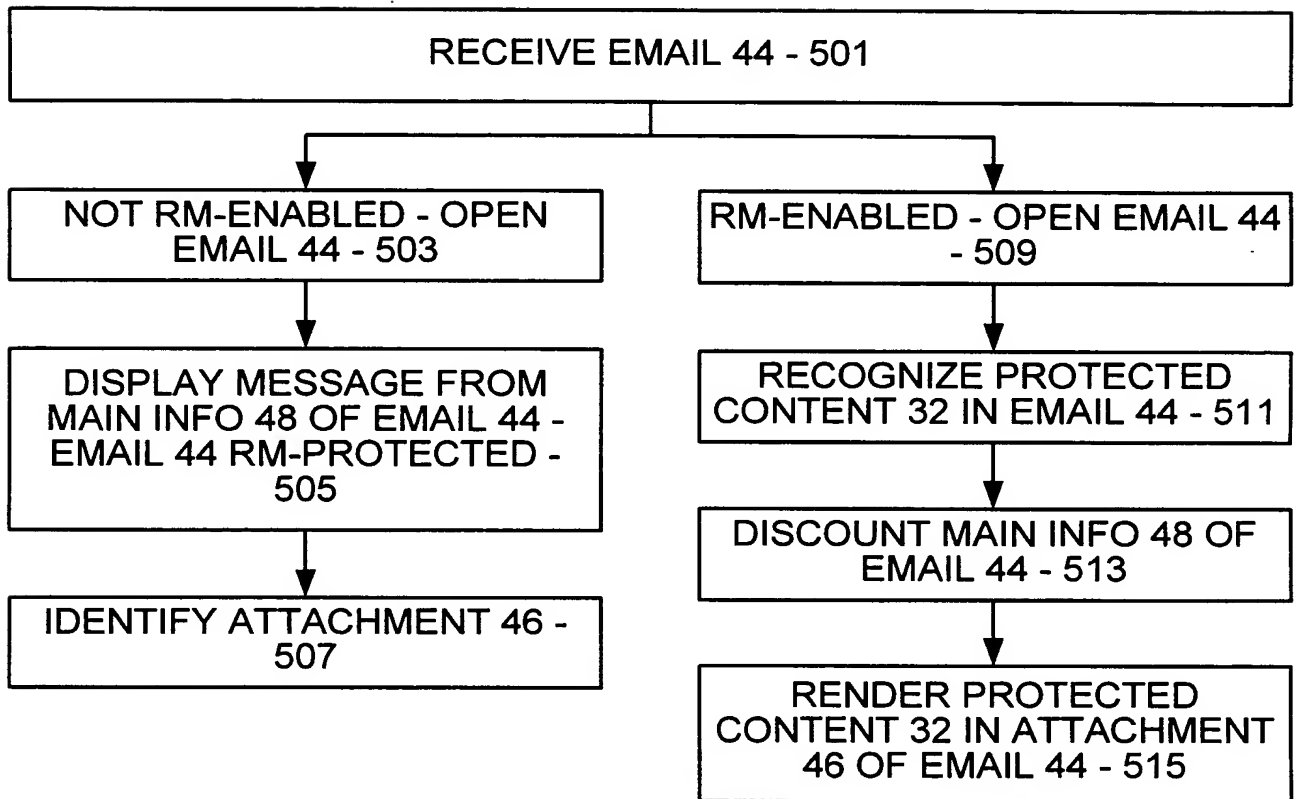 RECEIVE EMAIL 44 - 501
NOT RM-ENABLED - OPEN
EMAIL 44 - 503
DISPLAY MESSAGE FROM
MAIN INFO 48 OF EMAIL 44 -
EMAIL 44 RM-PROTECTED -
505
IDENTIFY ATTACHMENT 46 -
507
RM-ENABLED - OPEN EMAIL 44
- 509
RECOGNIZE PROTECTED
CONTENT 32 IN EMAIL 44 - 511
DISCOUNT MAIN INFO 48 OF
EMAIL 44 - 513
RENDER PROTECTED
CONTENT 32 IN ATTACHMENT
46 OF EMAIL 44 - 515